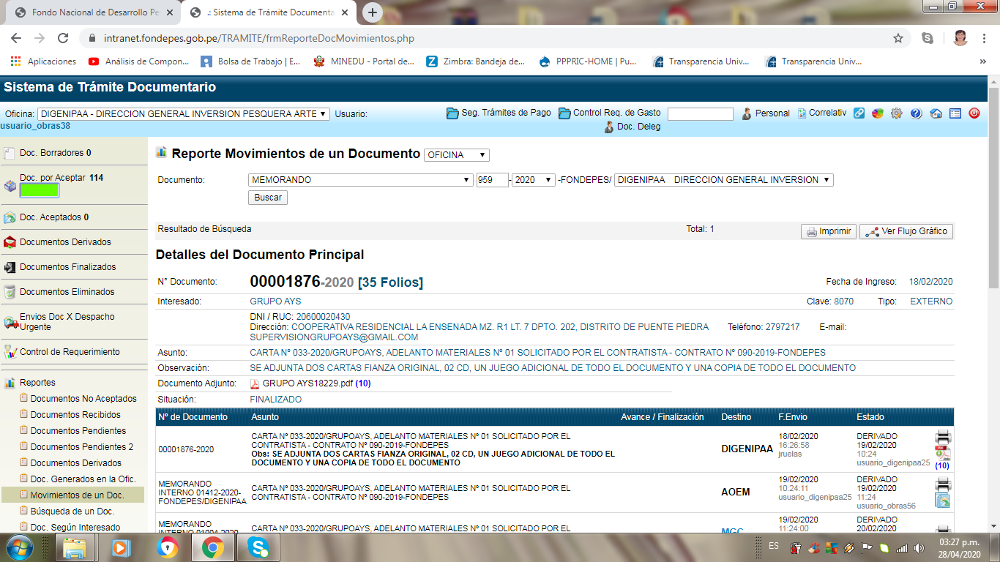 Fondo Nacional de Desarrollo Pe
.: Sistema de Trámite Documenta
intranet.fondepes.gob.pe/TRAMITE/frmReporteDocMovimientos.php
Aplicaciones
Análisis de Compon...
Bolsa de Trabajo | E...
MINEDU - Portal de...
Zimbra: Bandeja de...
PPPRIC-HOME | Pu...
Transparencia Univ...
Transparencia Univ...
»
Sistema de Trámite Documentario
Oficina: DIGENIPAA - DIRECCION GENERAL INVERSION PESQUERA ARTE Usuario:
usuario_obras38
Seg. Trámites de Pago
Control Req. de Gasto
Personal
Correlativ
Doc. Deleg
Doc. Borradores 0
Doc. por Aceptar 114
Doc. Aceptados 0
Documentos Derivados
Documentos Finalizados
Documentos Eliminados
Envios Doc X Despacho
Urgente
Control de Requerimiento
Reportes
Documentos No Aceptados
Documentos Recibidos
Documentos Pendientes
Documentos Pendientes 2
Documentos Derivados
Doc. Generados en la Ofic.
Movimientos de un Doc.
Búsqueda de un Doc.
Doc. Según Interesado
Reporte Movimientos de un Documento OFICINA
Documento: MEMORANDO 959 - 2020 -FONDEPES/ DIGENIPAA DIRECCION GENERAL INVERSION
Buscar
Resultado de Búsqueda Total: 1 Imprimir Ver Flujo Gráfico
Detalles del Documento Principal
N° Documento: 00001876-2020 [35 Folios] Fecha de Ingreso: 18/02/2020
Interesado: GRUPO AYS Clave: 8070 Tipo: EXTERNO
DNI / RUC: 20600020430
Dirección: COOPERATIVA RESIDENCIAL LA ENSENADA MZ. R1 LT. 7 DPTO. 202, DISTRITO DE PUENTE PIEDRA Teléfono: 2797217 E-mail:
SUPERVISIONGRUPOAYS@GMAIL.COM
Asunto: CARTA Nº 033-2020/GRUPOAYS, ADELANTO MATERIALES Nº 01 SOLICITADO POR EL CONTRATISTA - CONTRATO Nº 090-2019-FONDEPES
Observación: SE ADJUNTA DOS CARTAS FIANZA ORIGINAL, 02 CD, UN JUEGO ADICIONAL DE TODO EL DOCUMENTO Y UNA COPIA DE TODO EL DOCUMENTO
Documento Adjunto: GRUPO AYS18229.pdf (10)
Situación: FINALIZADO
Nº de Documento Asunto Avance / Finalización Destino F.Envio Estado
00001876-2020
CARTA Nº 033-2020/GRUPOAYS, ADELANTO MATERIALES Nº 01 SOLICITADO POR EL
CONTRATISTA - CONTRATO Nº 090-2019-FONDEPES
Obs: SE ADJUNTA DOS CARTAS FIANZA ORIGINAL, 02 CD, UN JUEGO ADICIONAL DE TODO EL
DOCUMENTO Y UNA COPIA DE TODO EL DOCUMENTO
DIGENIPAA
18/02/2020
16:26:58
jruelas
DERIVADO
19/02/2020
10:24
usuario_digenipaa25
(10)
MEMORANDO
INTERNO 01412-2020-
FONDEPES/DIGENIPAA
CARTA Nº 033-2020/GRUPOAYS, ADELANTO MATERIALES Nº 01 SOLICITADO POR EL
CONTRATISTA - CONTRATO Nº 090-2019-FONDEPES
AOEM
19/02/2020
10:24:11
usuario_digenipaa25
DERIVADO
19/02/2020
11:24
usuario_obras56
MEMORANDO
CARTA Nº 033-2020/GRUPOAYS, ADELANTO MATERIALES Nº 01 SOLICITADO POR EL
MGC
19/02/2020
11:24:00
DERIVADO
20/02/2020
ES
03:27 p.m.
28/04/2020